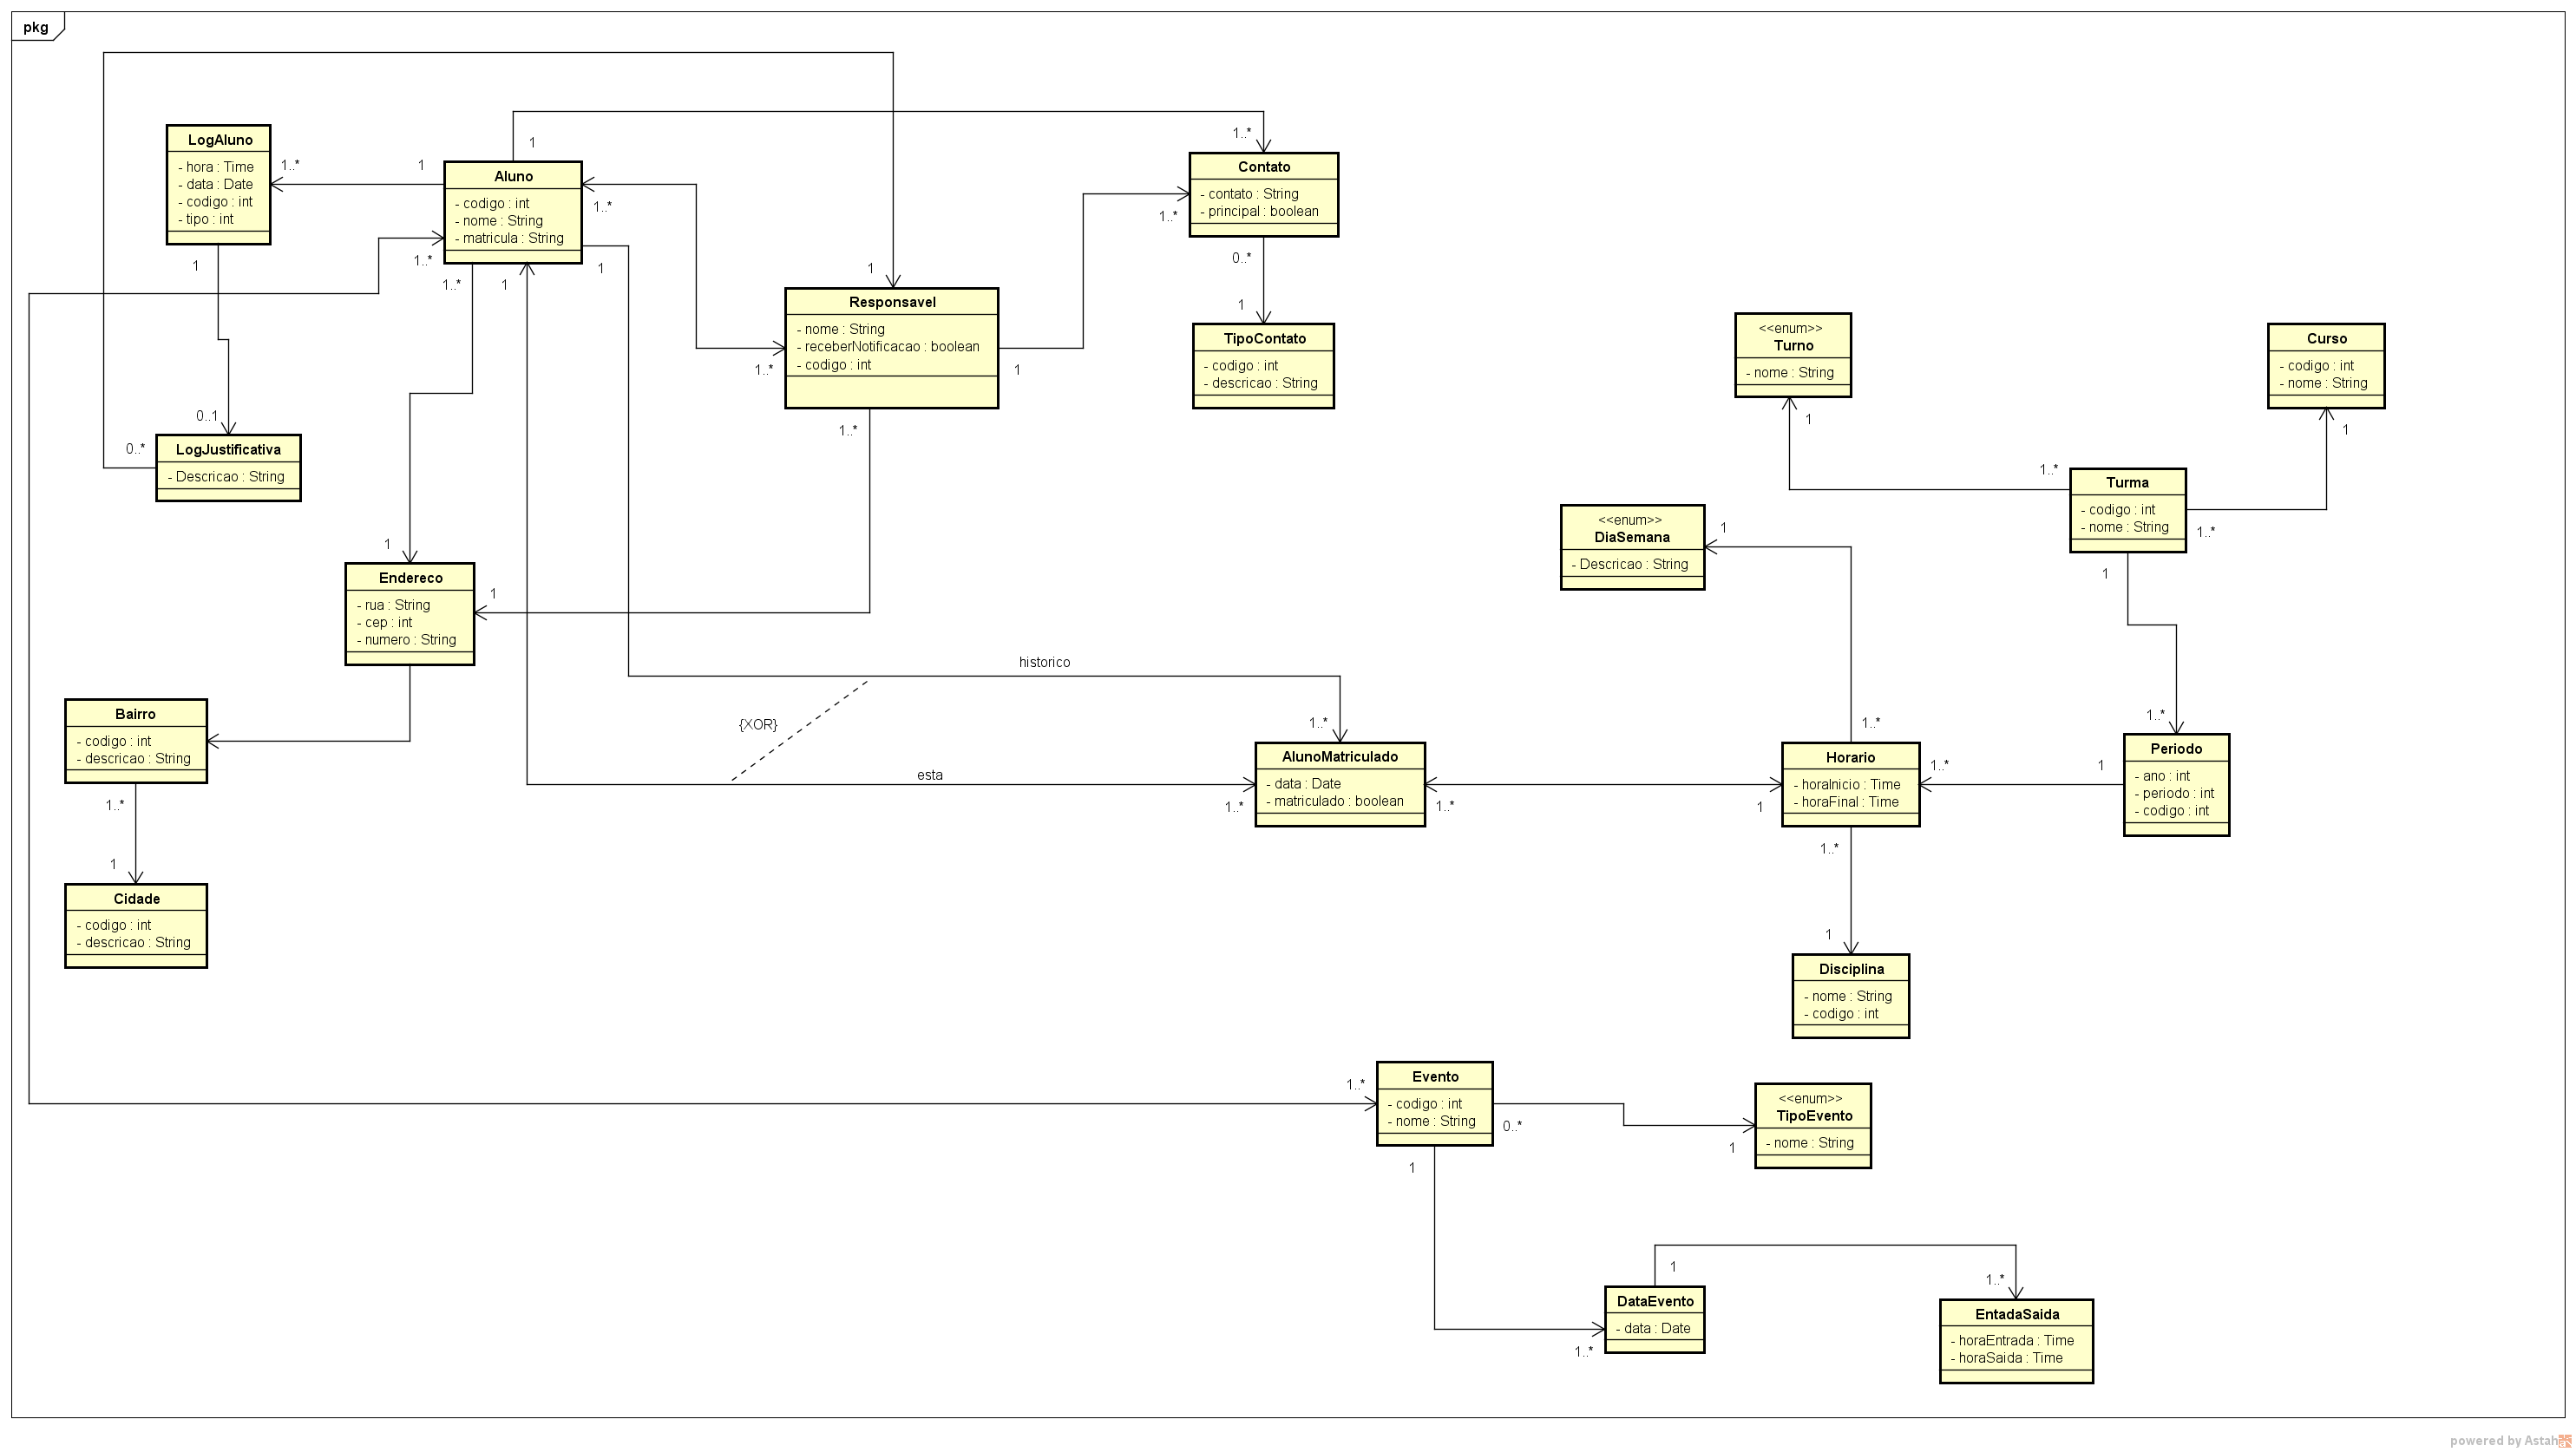 pkg
LogAluno
- hora : Time
- data : Date
- codigo : int
- tipo : int
1..*
1
1
Aluno
- codigo : int
- nome : String
- matricula : String
1
1..*
1..*
1..*
1
1
1..*
Contato
- contato : String
- principal : boolean
1..*
0..*
1
TipoContato
- codigo : int
- descricao : String
1
Responsavel
- nome : String
- receberNotificacao : boolean
- codigo : int
1..*
1
1..*
0..1
0..*
LogJustificativa
- Descricao : String
<<enum>>
Turno
- nome : String
1
Curso
- codigo : int
- nome : String
1
1..*
Turma
- codigo : int
- nome : String
1..*
1
<<enum>>
DiaSemana
- Descricao : String
1
1
Endereco
- rua : String
- cep : int
- numero : String
1
historico
{XOR}
esta
Bairro
- codigo : int
- descricao : String
1..*
1
Cidade
- codigo : int
- descricao : String
1..*
AlunoMatriculado
- data : Date
- matriculado : boolean
1..*
1..*
1..*
Horario
- horaInicio : Time
- horaFinal : Time
1
1..*
1..*
1..*
Periodo
- ano : int
- periodo : int
- codigo : int
1
1
Disciplina
- nome : String
- codigo : int
1..*
Evento
- codigo : int
- nome : String
0..*
1
<<enum>>
TipoEvento
- nome : String
1
1
1..*
DataEvento
- data : Date
1..*
EntadaSaida
- horaEntrada : Time
- horaSaida : Time
powered by Astah